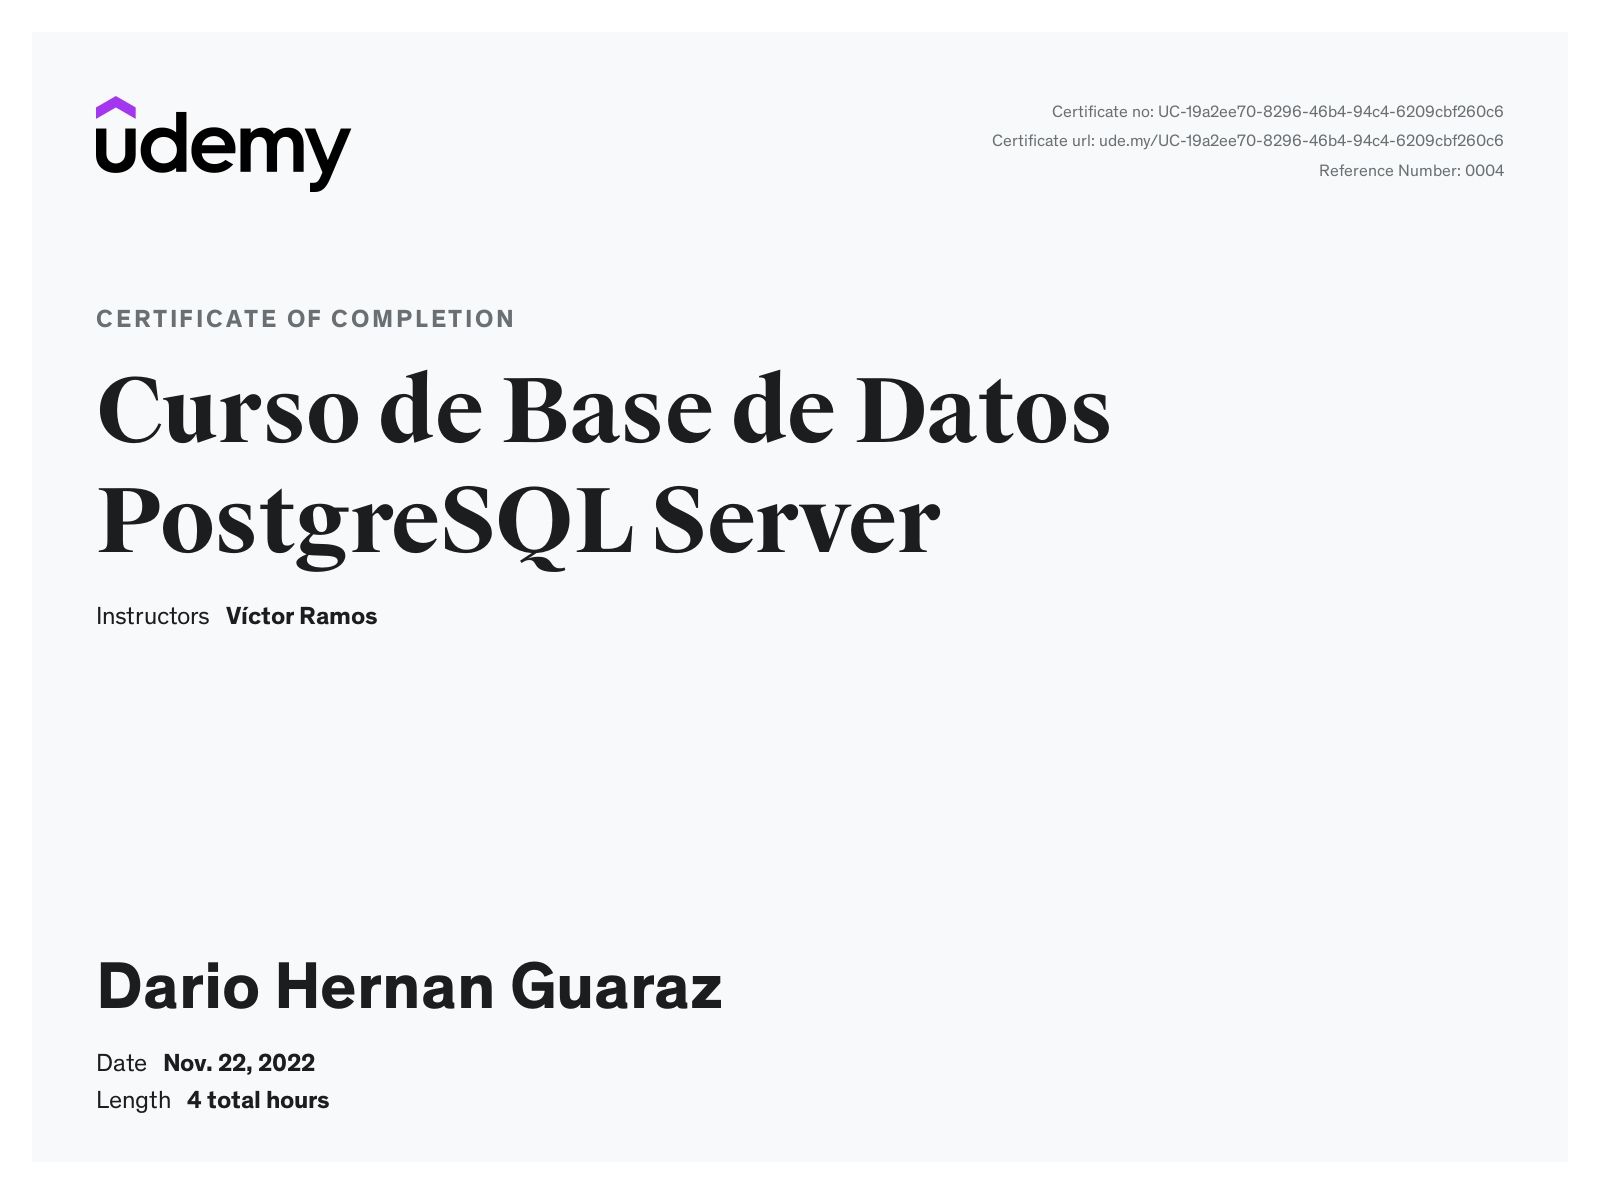 udemy
Certificate no: UC-19a2ee70-8296-46b4-94c4-6209cbf260c6
Certificate url: ude.my/UC-19a2ee70-8296-46b4-94c4-6209cbf260c6
Reference Number: 0004
CERTIFICATE OF COMPLETION
Curso de Base de Datos
PostgreSQL Server
Instructors Víctor Ramos
Dario Hernan Guaraz
Date Nov. 22, 2022
Length 4 total hours